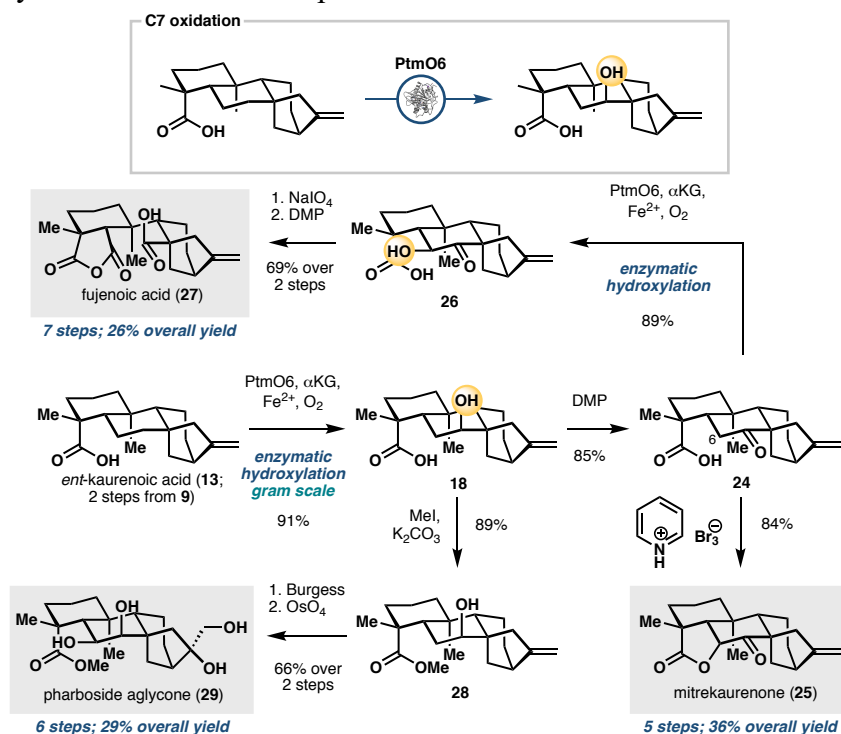 C7 oxidation
PtmO6
OH
O
OH
O
OH
1. NaIO4
2. DMP
69% over
2 steps
PtmO6, αKG,
Fe2+, O2
enzymatic
hydroxylation
89%
Me
OH
O
O
O
Me
O
fujenoic acid (27)
7 steps; 26% overall yield
Me
HO
O
OH
Me
O
26
PtmO6, αKG,
Fe2+, O2
enzymatic
hydroxylation
gram scale
91%
Me
Me
O
OH
ent-kaurenoic acid (13;
2 steps from 9)
OH
Me
Me
O
OH
18
DMP
85%
Me
6
Me
O
O
OH
24
MeI,
K2CO3
89%
N
H
+
Br3
−
84%
1. Burgess
2. OsO4
66% over
2 steps
Me
OH
HO
Me
O
OMe
OH
OH
pharboside aglycone (29)
6 steps; 29% overall yield
OH
Me
Me
O
OMe
28
Me
Me
O
O
O
mitrekaurenone (25)
5 steps; 36% overall yield